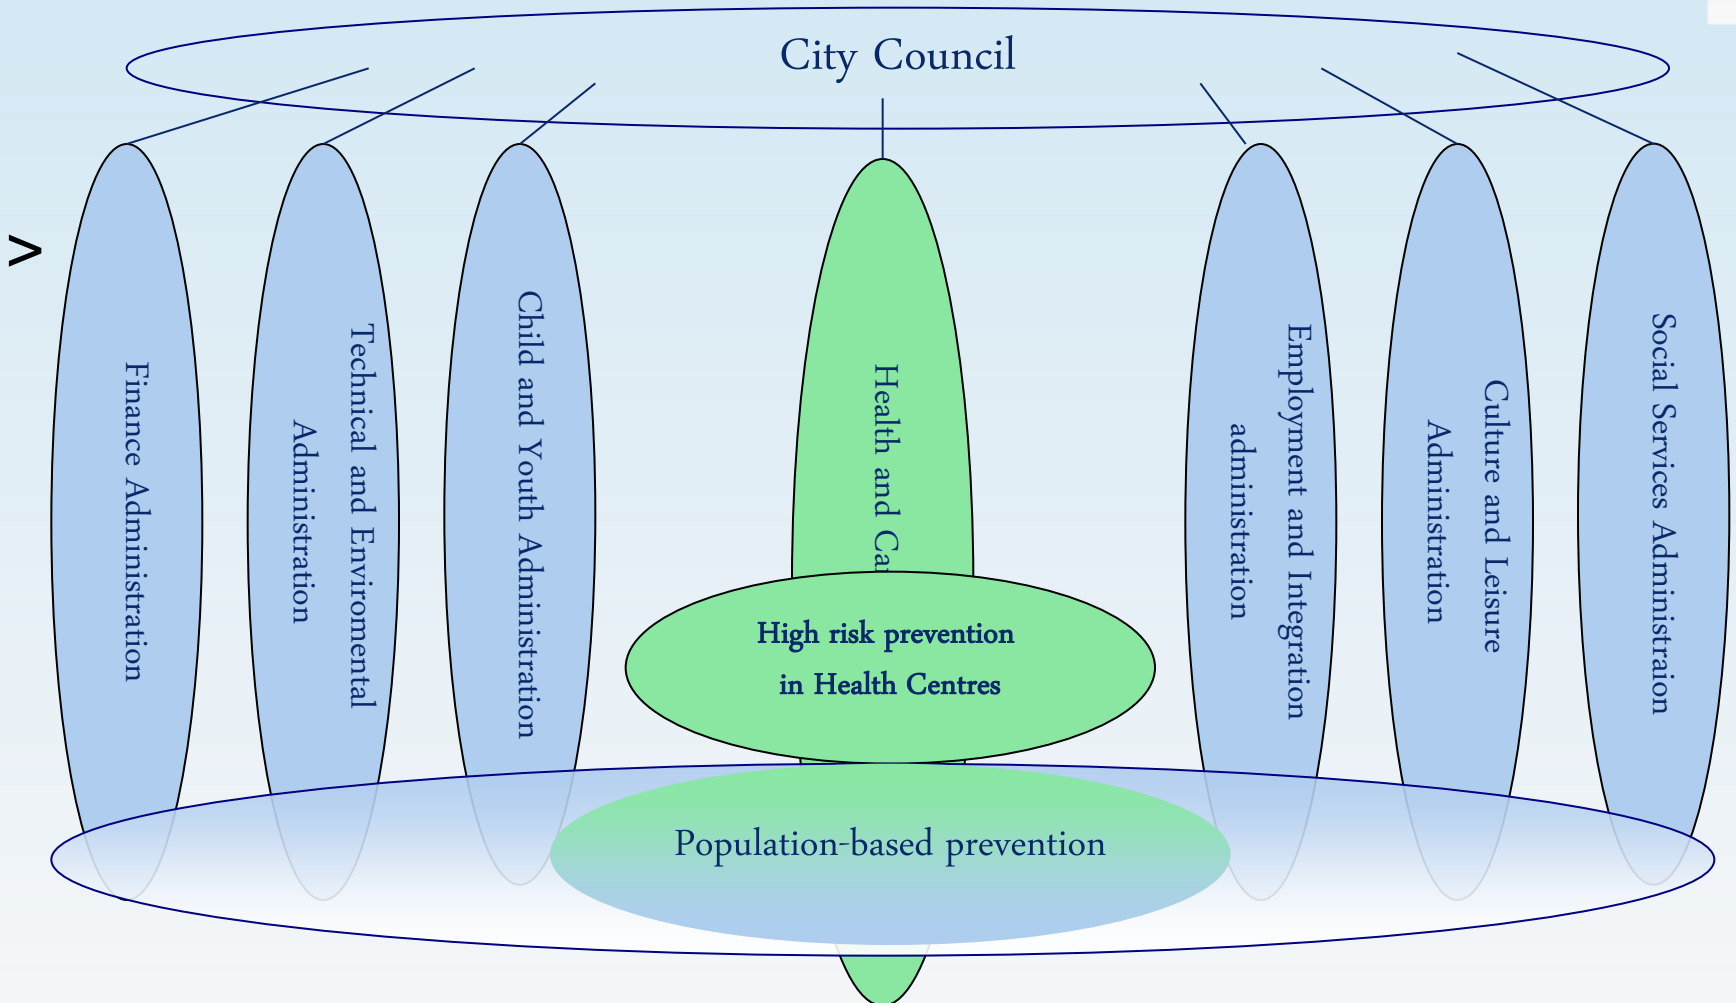 City Council
>
Finance Administration
Technical and Enviromental
Administration
Child and Youth Administration
Health and
High risk prevention
in Health Centres
Employment and Integration
administration
Culture and Leisure
Administration
Social Services Administraion
Population-based prevention